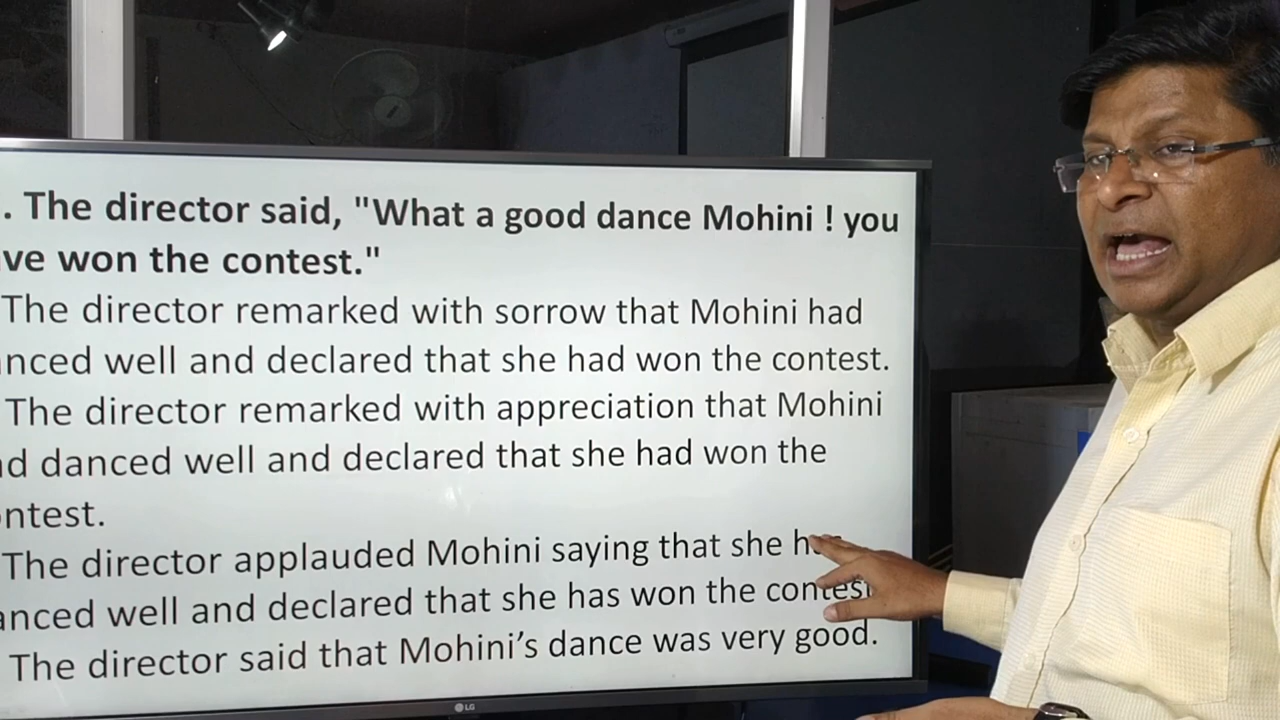 . The director said, "What a good dance Mohini ! you
ve won the contest."
The director remarked with sorrow that Mohini had
nced well and declared that she had won the contest.
The director remarked with appreciation that Mohini
d danced well and declared that she had won the
ntest.
The director applauded Mohini saying that she
anced well and declared that she has won the contest
The director said that Mohini's dance was very good.
LG